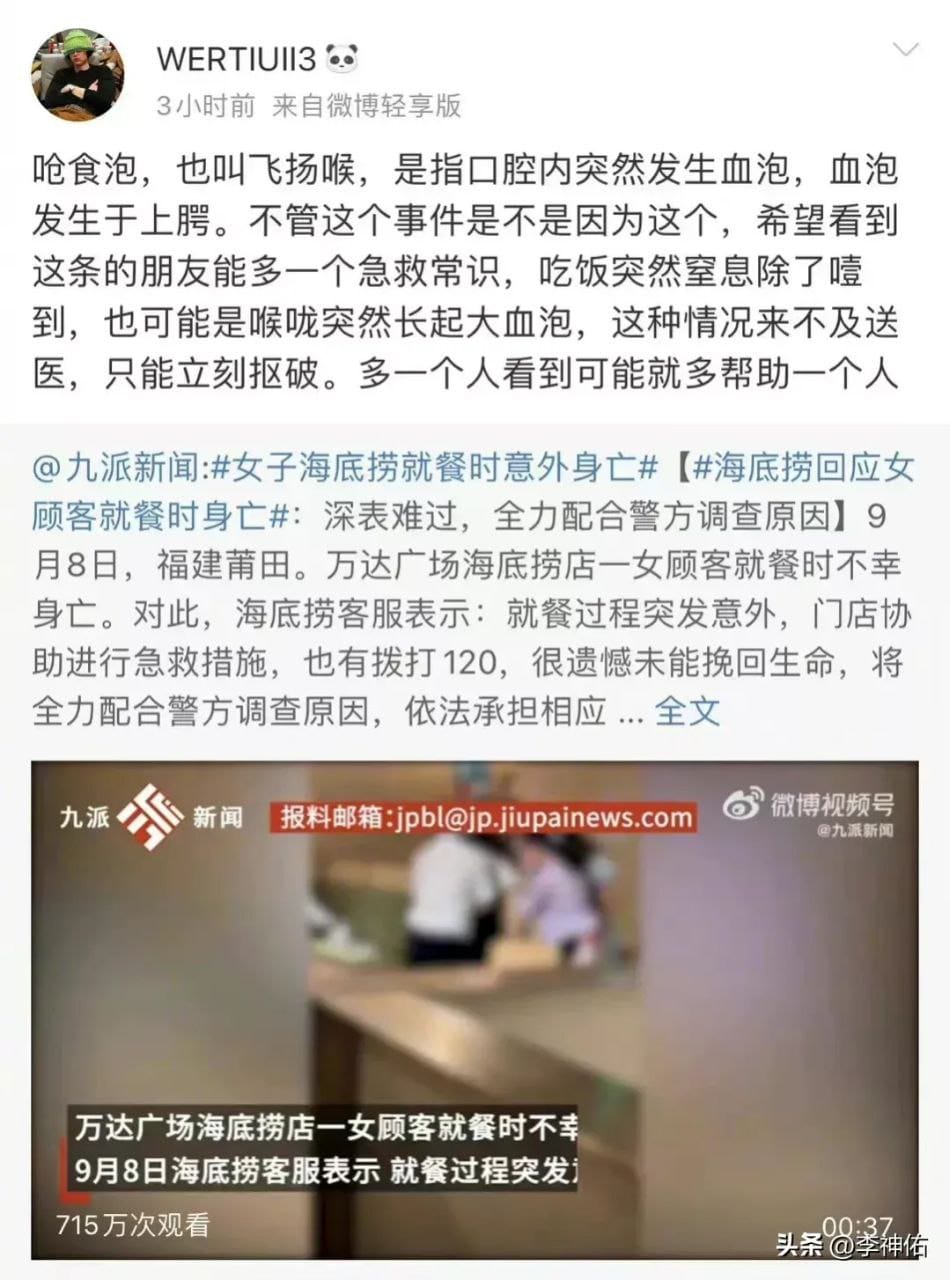 WERTIUII3🐼
3小时前 来自微博轻享版
呛食泡，也叫飞扬喉，是指口腔内突然发生血泡，血泡
发生于上腭。不管这个事件是不是因为这个，希望看到
这条的朋友能多一个急救常识，吃饭突然窒息除了噎
到，也可能是喉咙突然长起大血泡，这种情况来不及送
医，只能立刻抠破。多一个人看到可能就多帮助一个人
@九派新闻:#女子海底捞就餐时意外身亡#【#海底捞回应女
顾客就餐时身亡#：深表难过，全力配合警方调查原因】9
月8日，福建莆田。万达广场海底捞店一女顾客就餐时不幸
身亡。对此，海底捞客服表示：就餐过程突发意外，门店协
助进行急救措施，也有拨打120，很遗憾未能挽回生命，将
全力配合警方调查原因，依法承担相应 ... 全文
九派 新闻 报料邮箱:jpbl@jp.jiupainews.com 微博视频号
@九派新闻
万达广场海底捞店一女顾客就餐时不幸
9月8日海底捞客服表示 就餐过程突发
715万次观看 00:37
头条 @李神佑